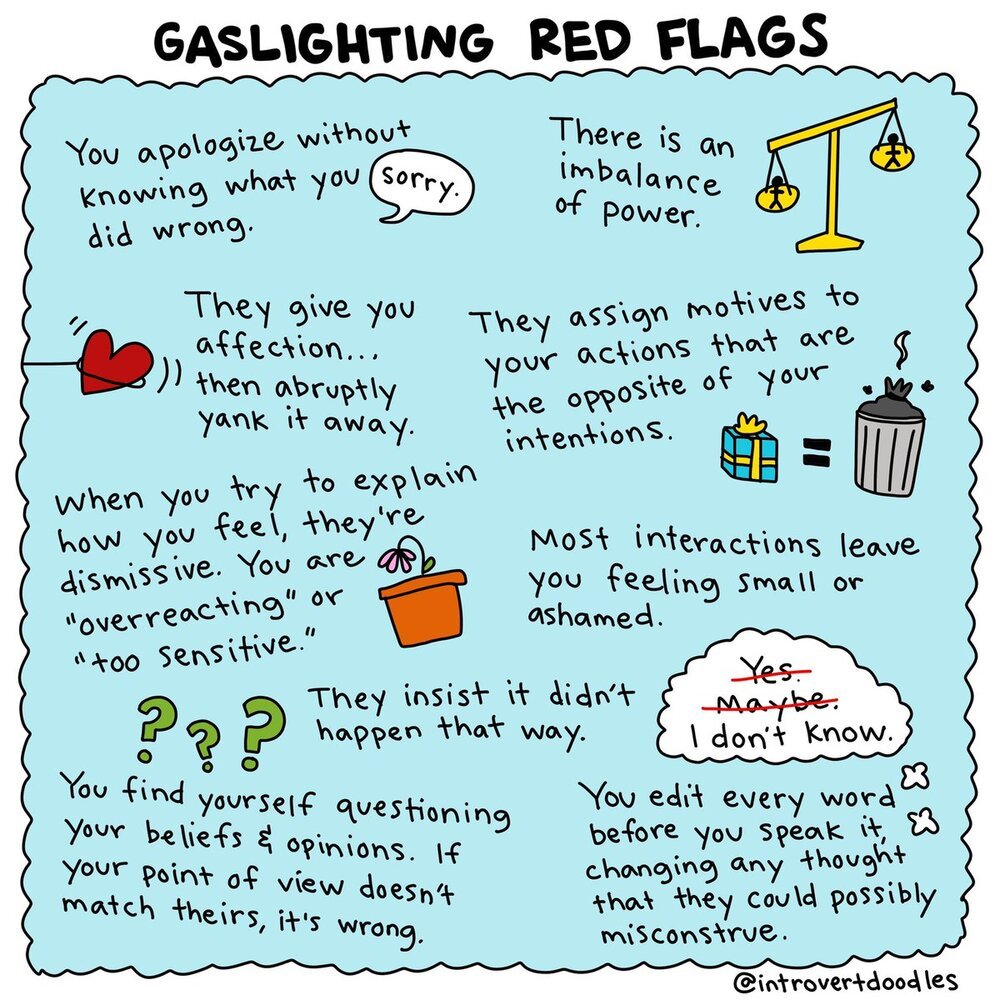 GASLIGHTING RED FLAGS
You apologize without
knowing what you
did wrong.
sorry.
There is an
imbalance
of power.
They give you
affection...
then abruptly
yank it away.
They assign motives to
your actions that are
the opposite of your
intentions.
=
When you try to explain
how you feel, they're
dismissive. You are
"overreacting" or
"too sensitive."
Most interactions leave
you feeling small or
ashamed.
???
They insist it didn't
happen that way.
Yes.
Maybe.
I don't know.
You find yourself questioning
your beliefs & opinions. If
your point of view doesn't
match theirs, it's wrong.
You edit every word
before you speak it,
changing any thought
that they could possibly
misconstrue.
@introvertdoodles